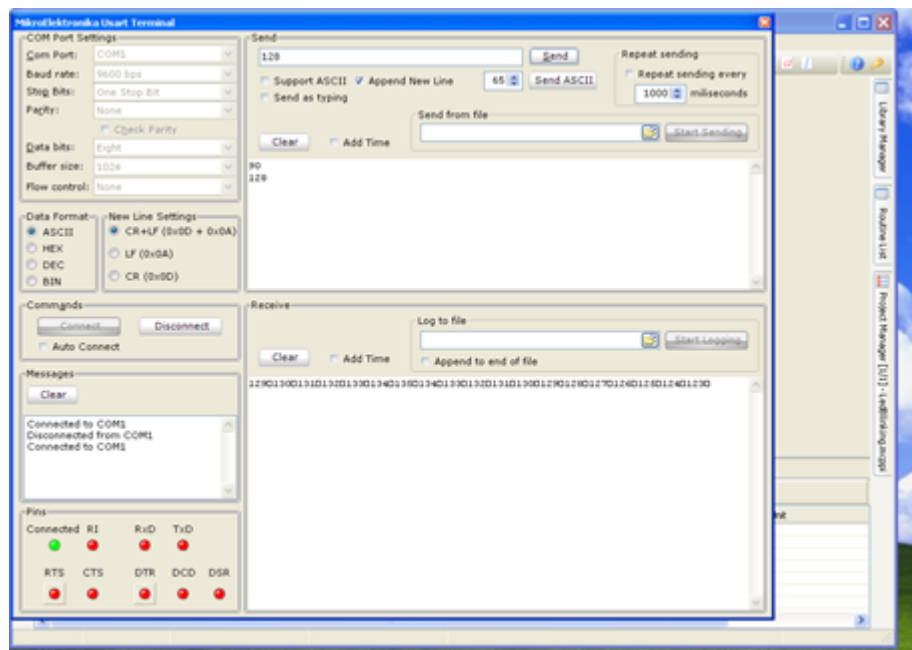 MikroElektronika Usart Terminal
COM Port Settings
Com Port: COM1
Baud rate: 9600 bps
Stop Bits: One Stop Bit
Parity: None
Check Parity
Data bits: Eight
Buffer size: 1024
Flow control: None
Data Format
ASCII
HEX
DEC
BIN
New Line Settings
CR+LF (0x0D + 0x0A)
LF (0x0A)
CR (0x0D)
Commands
Connect Disconnect
Auto Connect
Messages
Clear
Connected to COM1
Disconnected from COM1
Connected to COM1
Pins
Connected RI RxD TxD
RTS CTS DTR DCD DSR
Send
128 Send
Support ASCII Append New Line 65 Send ASCII
Send as typing
Repeat sending
Repeat sending every
1000 miliseconds
Send from file
Start Sending
Clear Add Time
90
128
Receive
Log to file
Start Logging
Clear Add Time Append to end of file
Library Manager
Routine List
Project Manager [1/1] - LedBlinking.mcppi